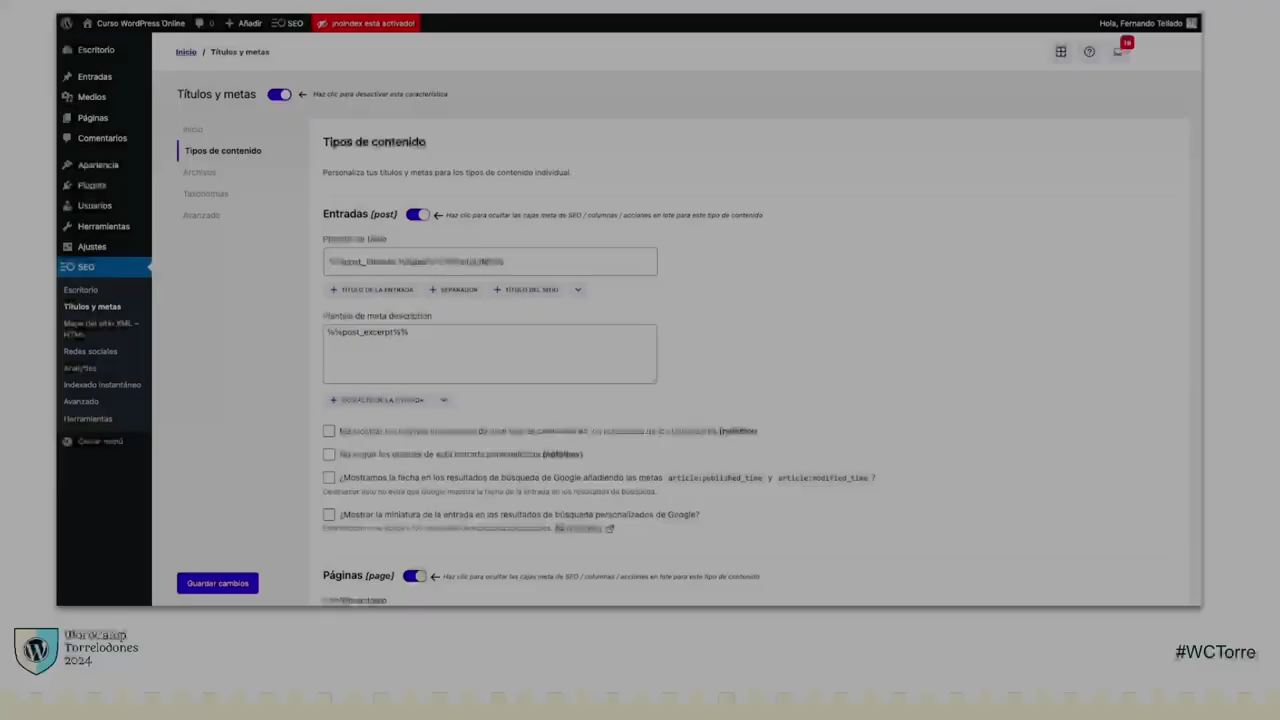 Curso WordPress Online 0 Añadir SEO ¡noindex está activado! Hola, Fernando Tellado
Escritorio
Entradas
Medios
Páginas
Comentarios
Apariencia
Plugins
Usuarios
Herramientas
Ajustes
SEO
Escritorio
Títulos y metas
Mapa del sitio XML –
HTML
Redes sociales
Analytics
Indexado instantáneo
Avanzado
Herramientas
Cerrar menú
Inicio / Títulos y metas
Títulos y metas ← Haz clic para desactivar esta característica
Inicio
Tipos de contenido
Archivos
Taxonomías
Avanzado
Guardar cambios
Tipos de contenido
Personaliza tus títulos y metas para los tipos de contenido individual.
Entradas [post] ← Haz clic para ocultar las cajas meta de SEO / columnas / acciones en lote para este tipo de contenido
+ TÍTULO DE LA ENTRADA + SEPARADOR + TÍTULO DEL SITIO
Plantilla de meta description
%%post_excerpt%%
¿Mostramos la fecha en los resultados de búsqueda de Google añadiendo las metas article:published_time y article:modified_time ?
¿Mostrar la miniatura de la entrada en los resultados de búsqueda personalizados de Google?
Páginas [page] ← Haz clic para ocultar las cajas meta de SEO / columnas / acciones en lote para este tipo de contenido
WordCamp
Torrelodones
2024
#WCTorre